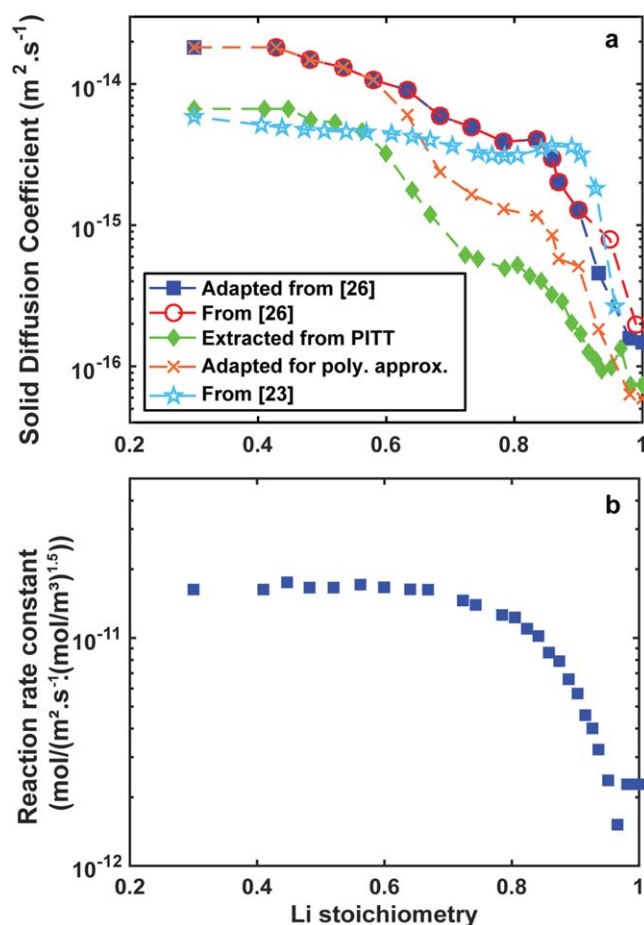 a
Solid Diffusion Coefficient (m².s⁻¹)
10⁻¹⁴
10⁻¹⁵
10⁻¹⁶
Adapted from [26]
From [26]
Extracted from PITT
Adapted for poly. approx.
From [23]
0.2 0.4 0.6 0.8 1
b
Reaction rate constant
(mol/(m².s⁻¹.(mol/m³)¹·⁵))
10⁻¹¹
10⁻¹²
0.2 0.4 0.6 0.8 1
Li stoichiometry